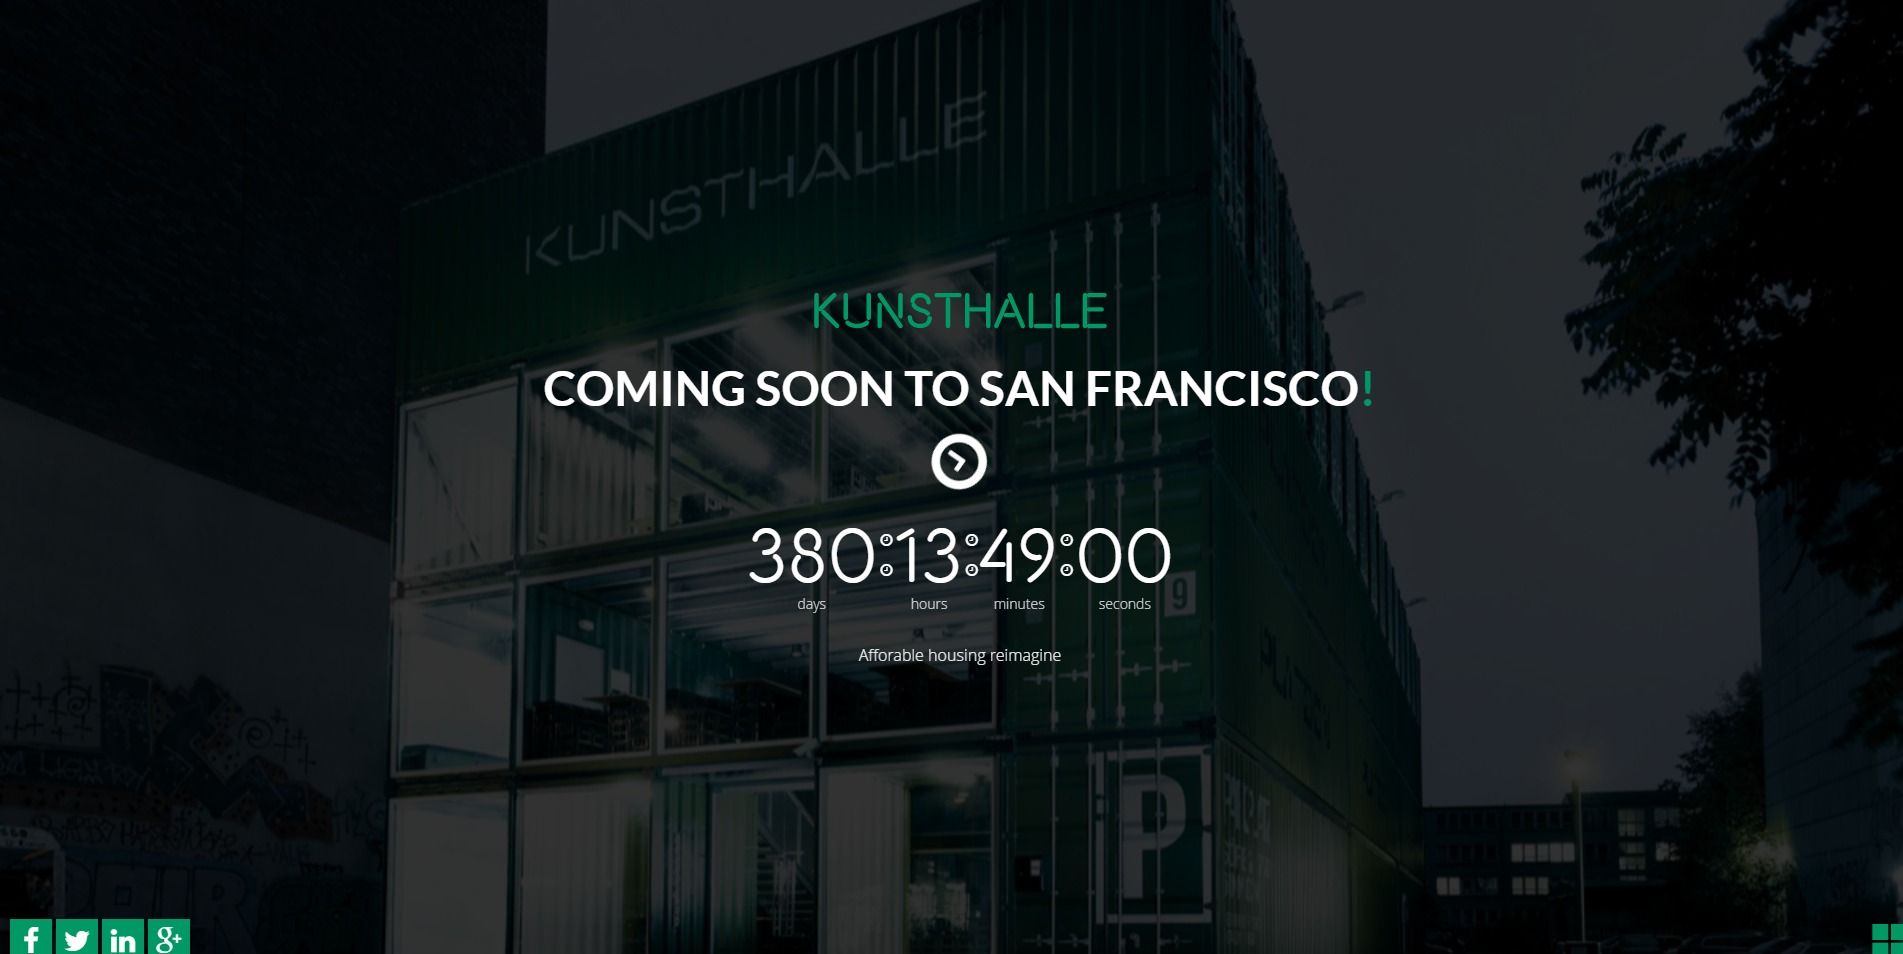 KUNSTHALLE
KUNSTHALLE
COMING SOON TO SAN FRANCISCO!
380:13:49:00
days hours minutes seconds
9
Afforable housing reimagine
P
f in g+